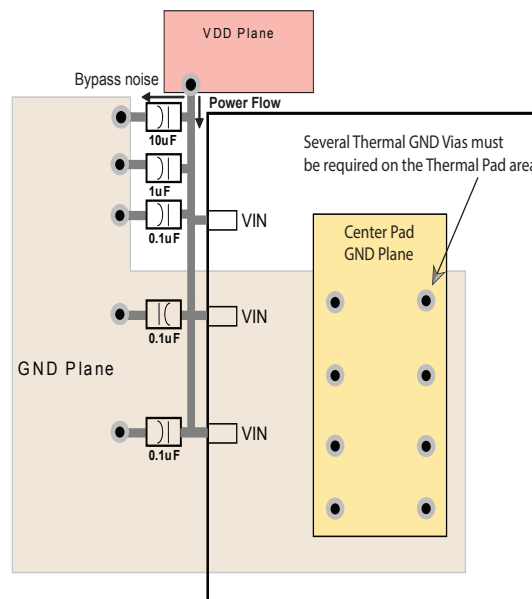 VDD Plane
Bypass noise
Power Flow
10uF
Several Thermal GND Vias must
be required on the Thermal Pad area
1uF
0.1uF
VIN
Center Pad
GND Plane
0.1uF
VIN
GND Plane
0.1uF
VIN